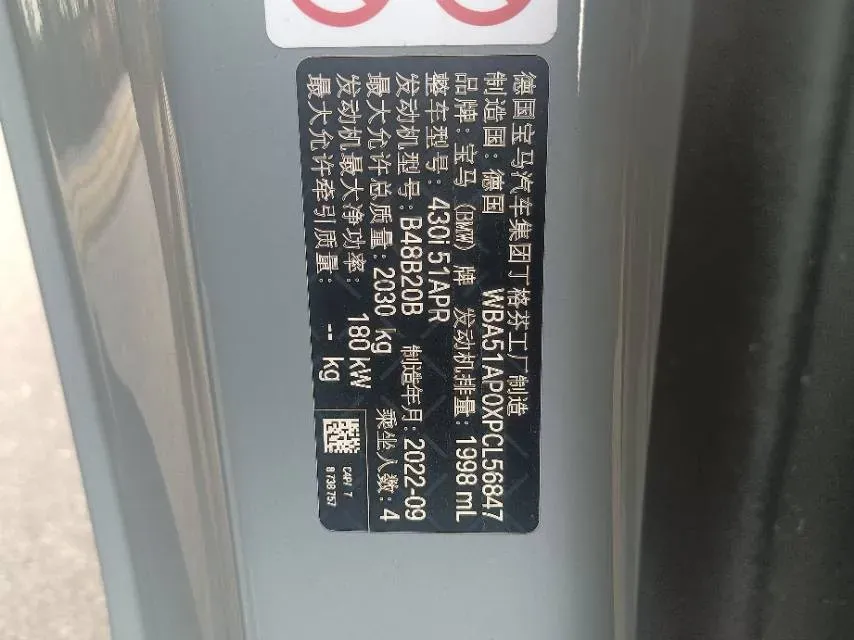 德国宝马汽车集团丁格芬工厂制造
制造国：德国 WBA51AP0XPCL56847
品牌：宝马（BMW）牌 发动机排量：1998 mL
整车型号：430i 51APR
发动机型号：B48B20B 制造年月：2022-09
最大允许总质量：2030 kg 乘坐人数：4
发动机最大净功率：180 kW
最大允许牵引质量：-- kg
8 738 757